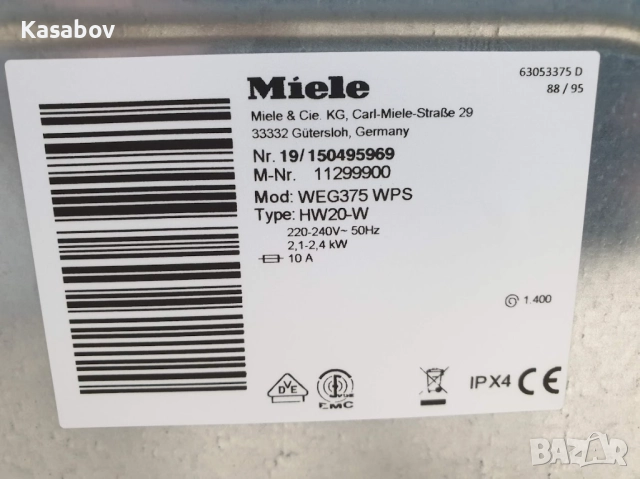 Kasabov
63053375 D
88 / 95
Miele
Miele & Cie. KG, Carl-Miele-Straße 29
33332 Gütersloh, Germany
Nr. 19/150495969
M-Nr. 11299900
Mod: WEG375 WPS
Type: HW20-W
220-240V~ 50Hz
2,1-2,4 kW
10 A
1.400
DVE
EMC
IPX4 CE
BAZAR